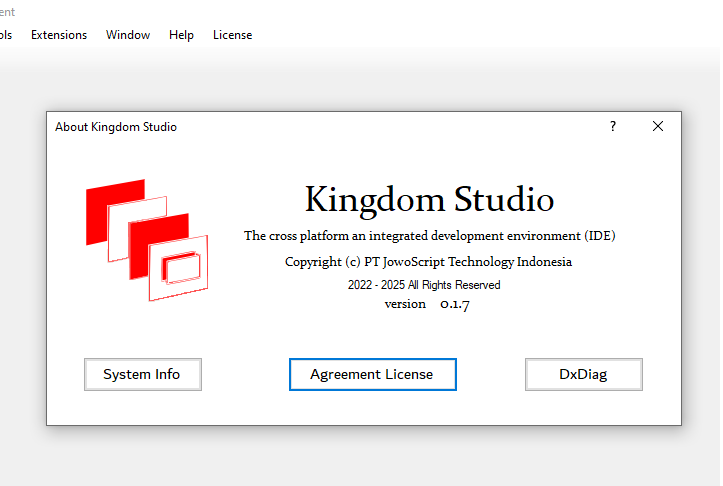 ent
ols Extensions Window Help License
About Kingdom Studio ?
Kingdom Studio
The cross platform an integrated development environment (IDE)
Copyright (c) PT JowoScript Technology Indonesia
2022 - 2025 All Rights Reserved
version 0.1.7
System Info Agreement License DxDiag